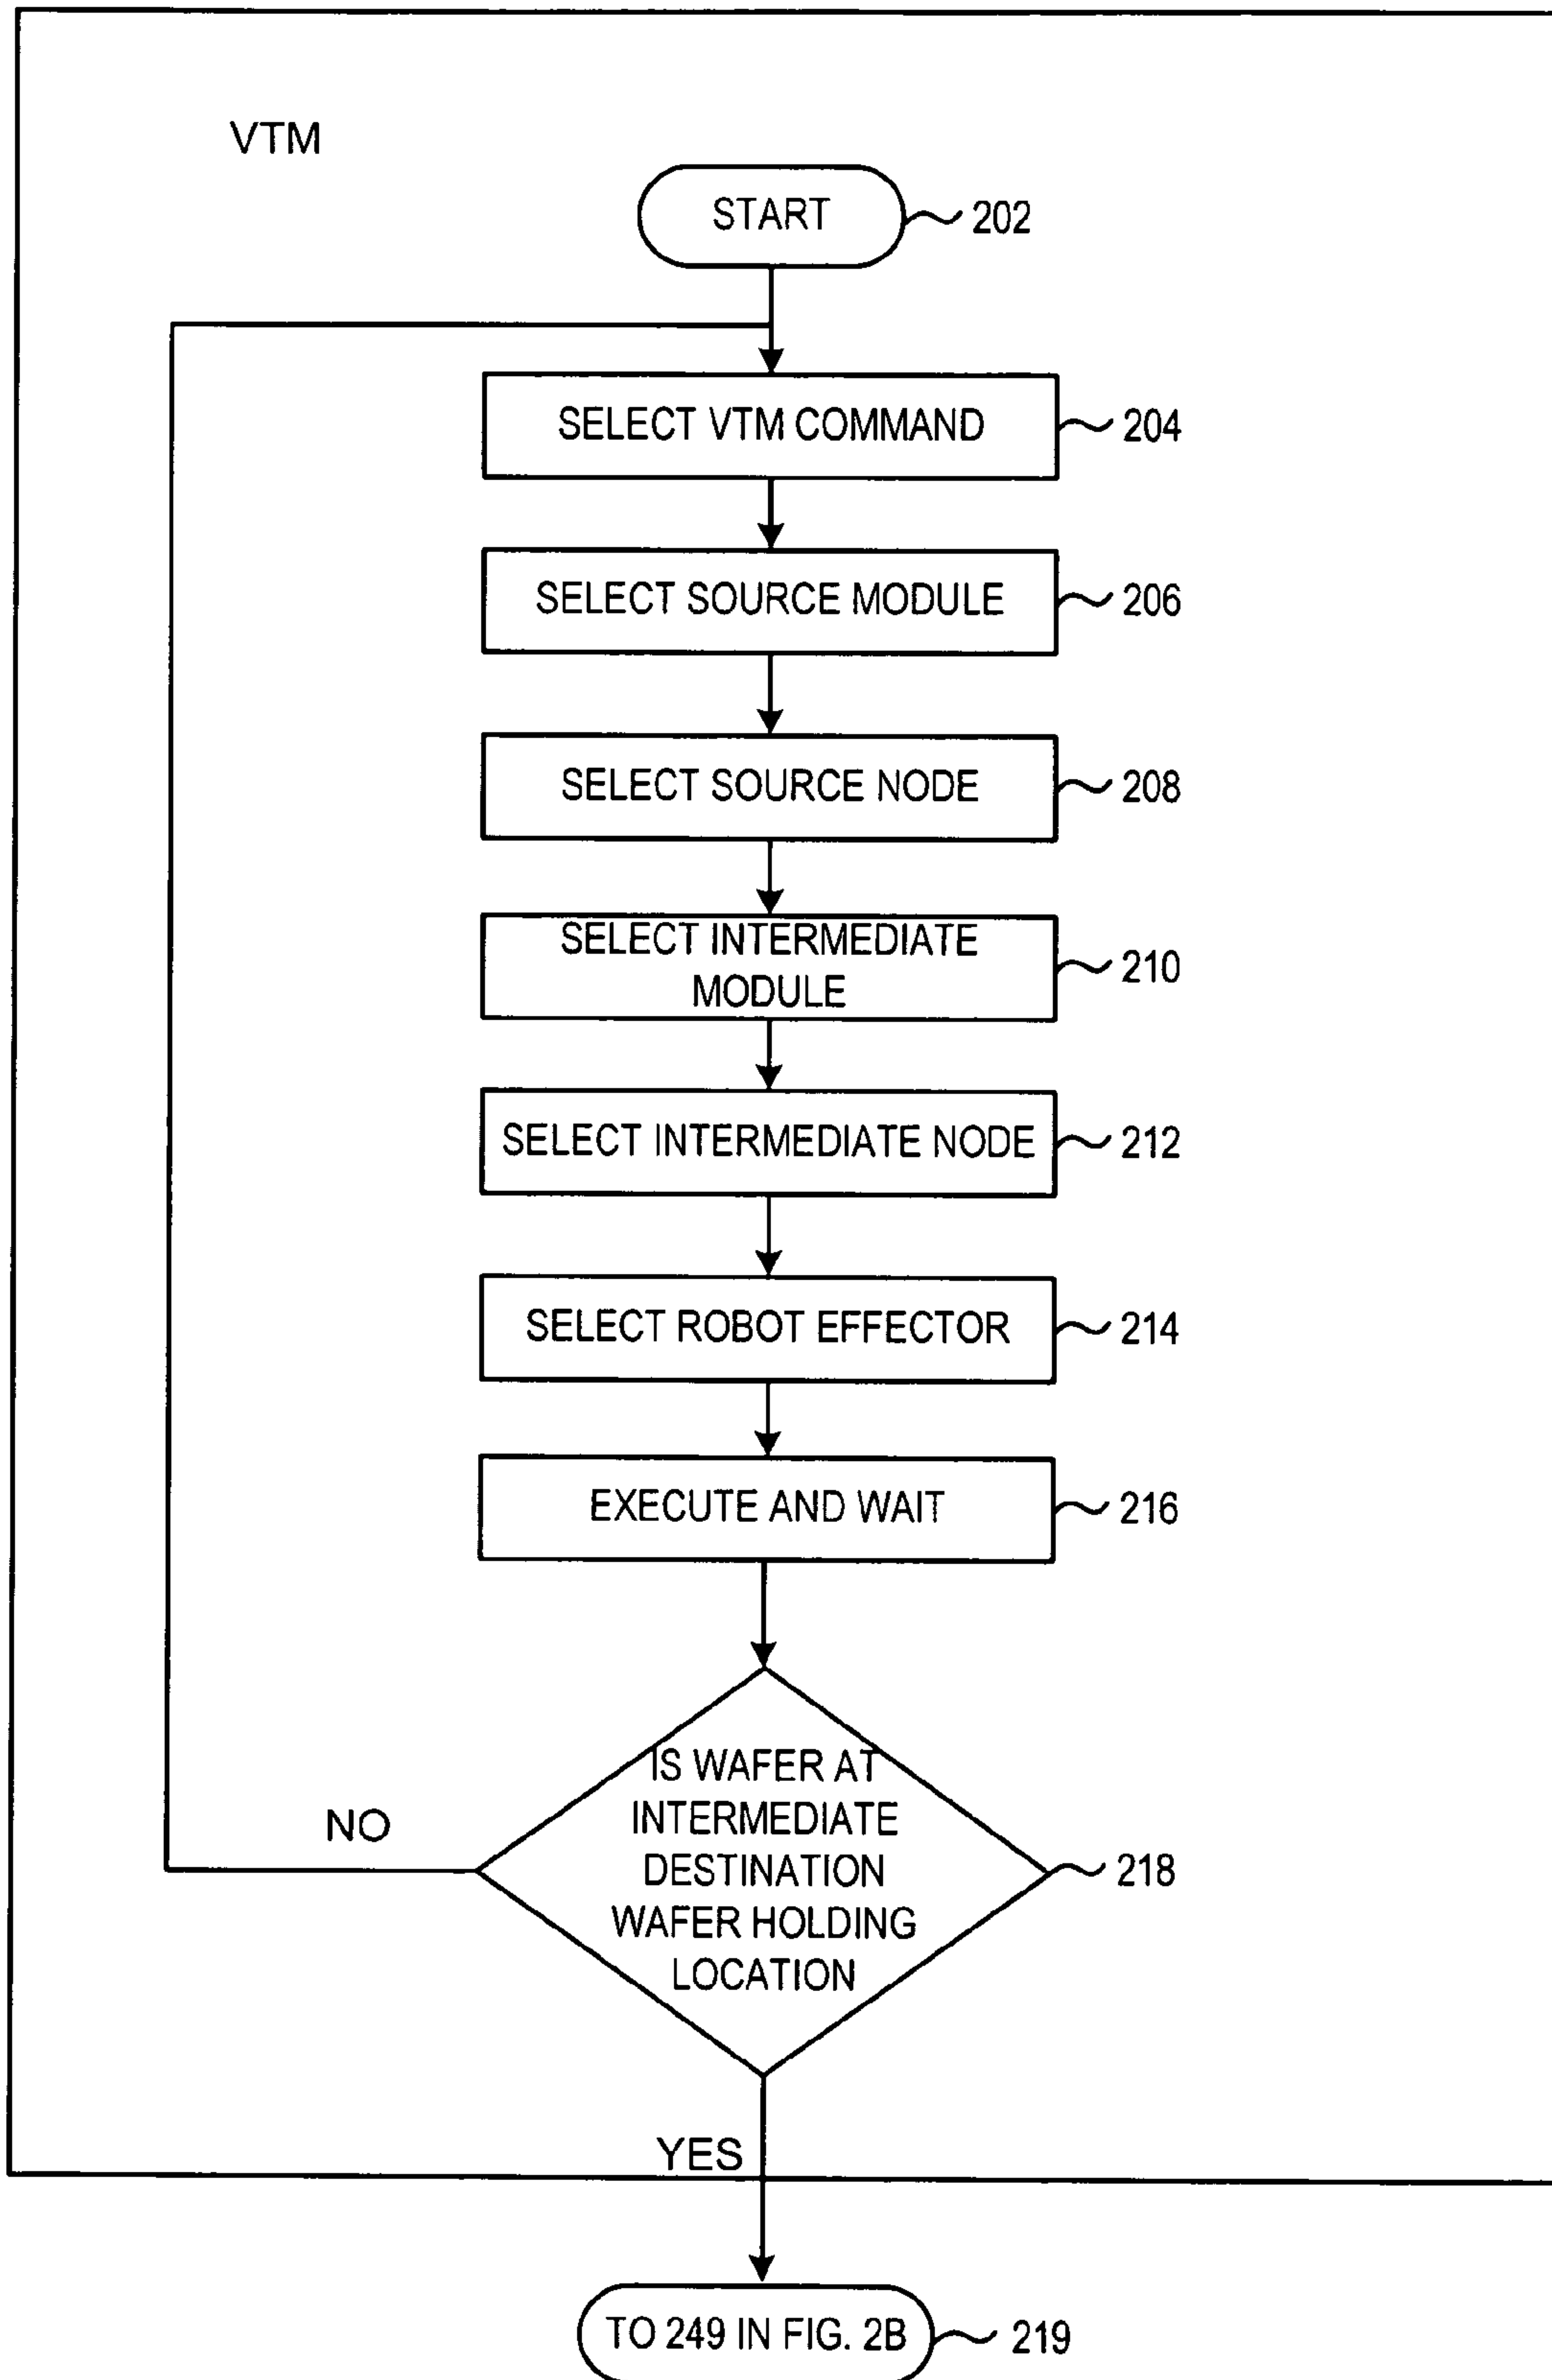 VTM
START
202
SELECT VTM COMMAND
204
SELECT SOURCE MODULE
206
SELECT SOURCE NODE
208
SELECT INTERMEDIATE
MODULE
210
SELECT INTERMEDIATE NODE
212
SELECT ROBOT EFFECTOR
214
EXECUTE AND WAIT
216
IS WAFER AT
INTERMEDIATE
DESTINATION
WAFER HOLDING
LOCATION
218
NO
YES
TO 249 IN FIG. 2B
219